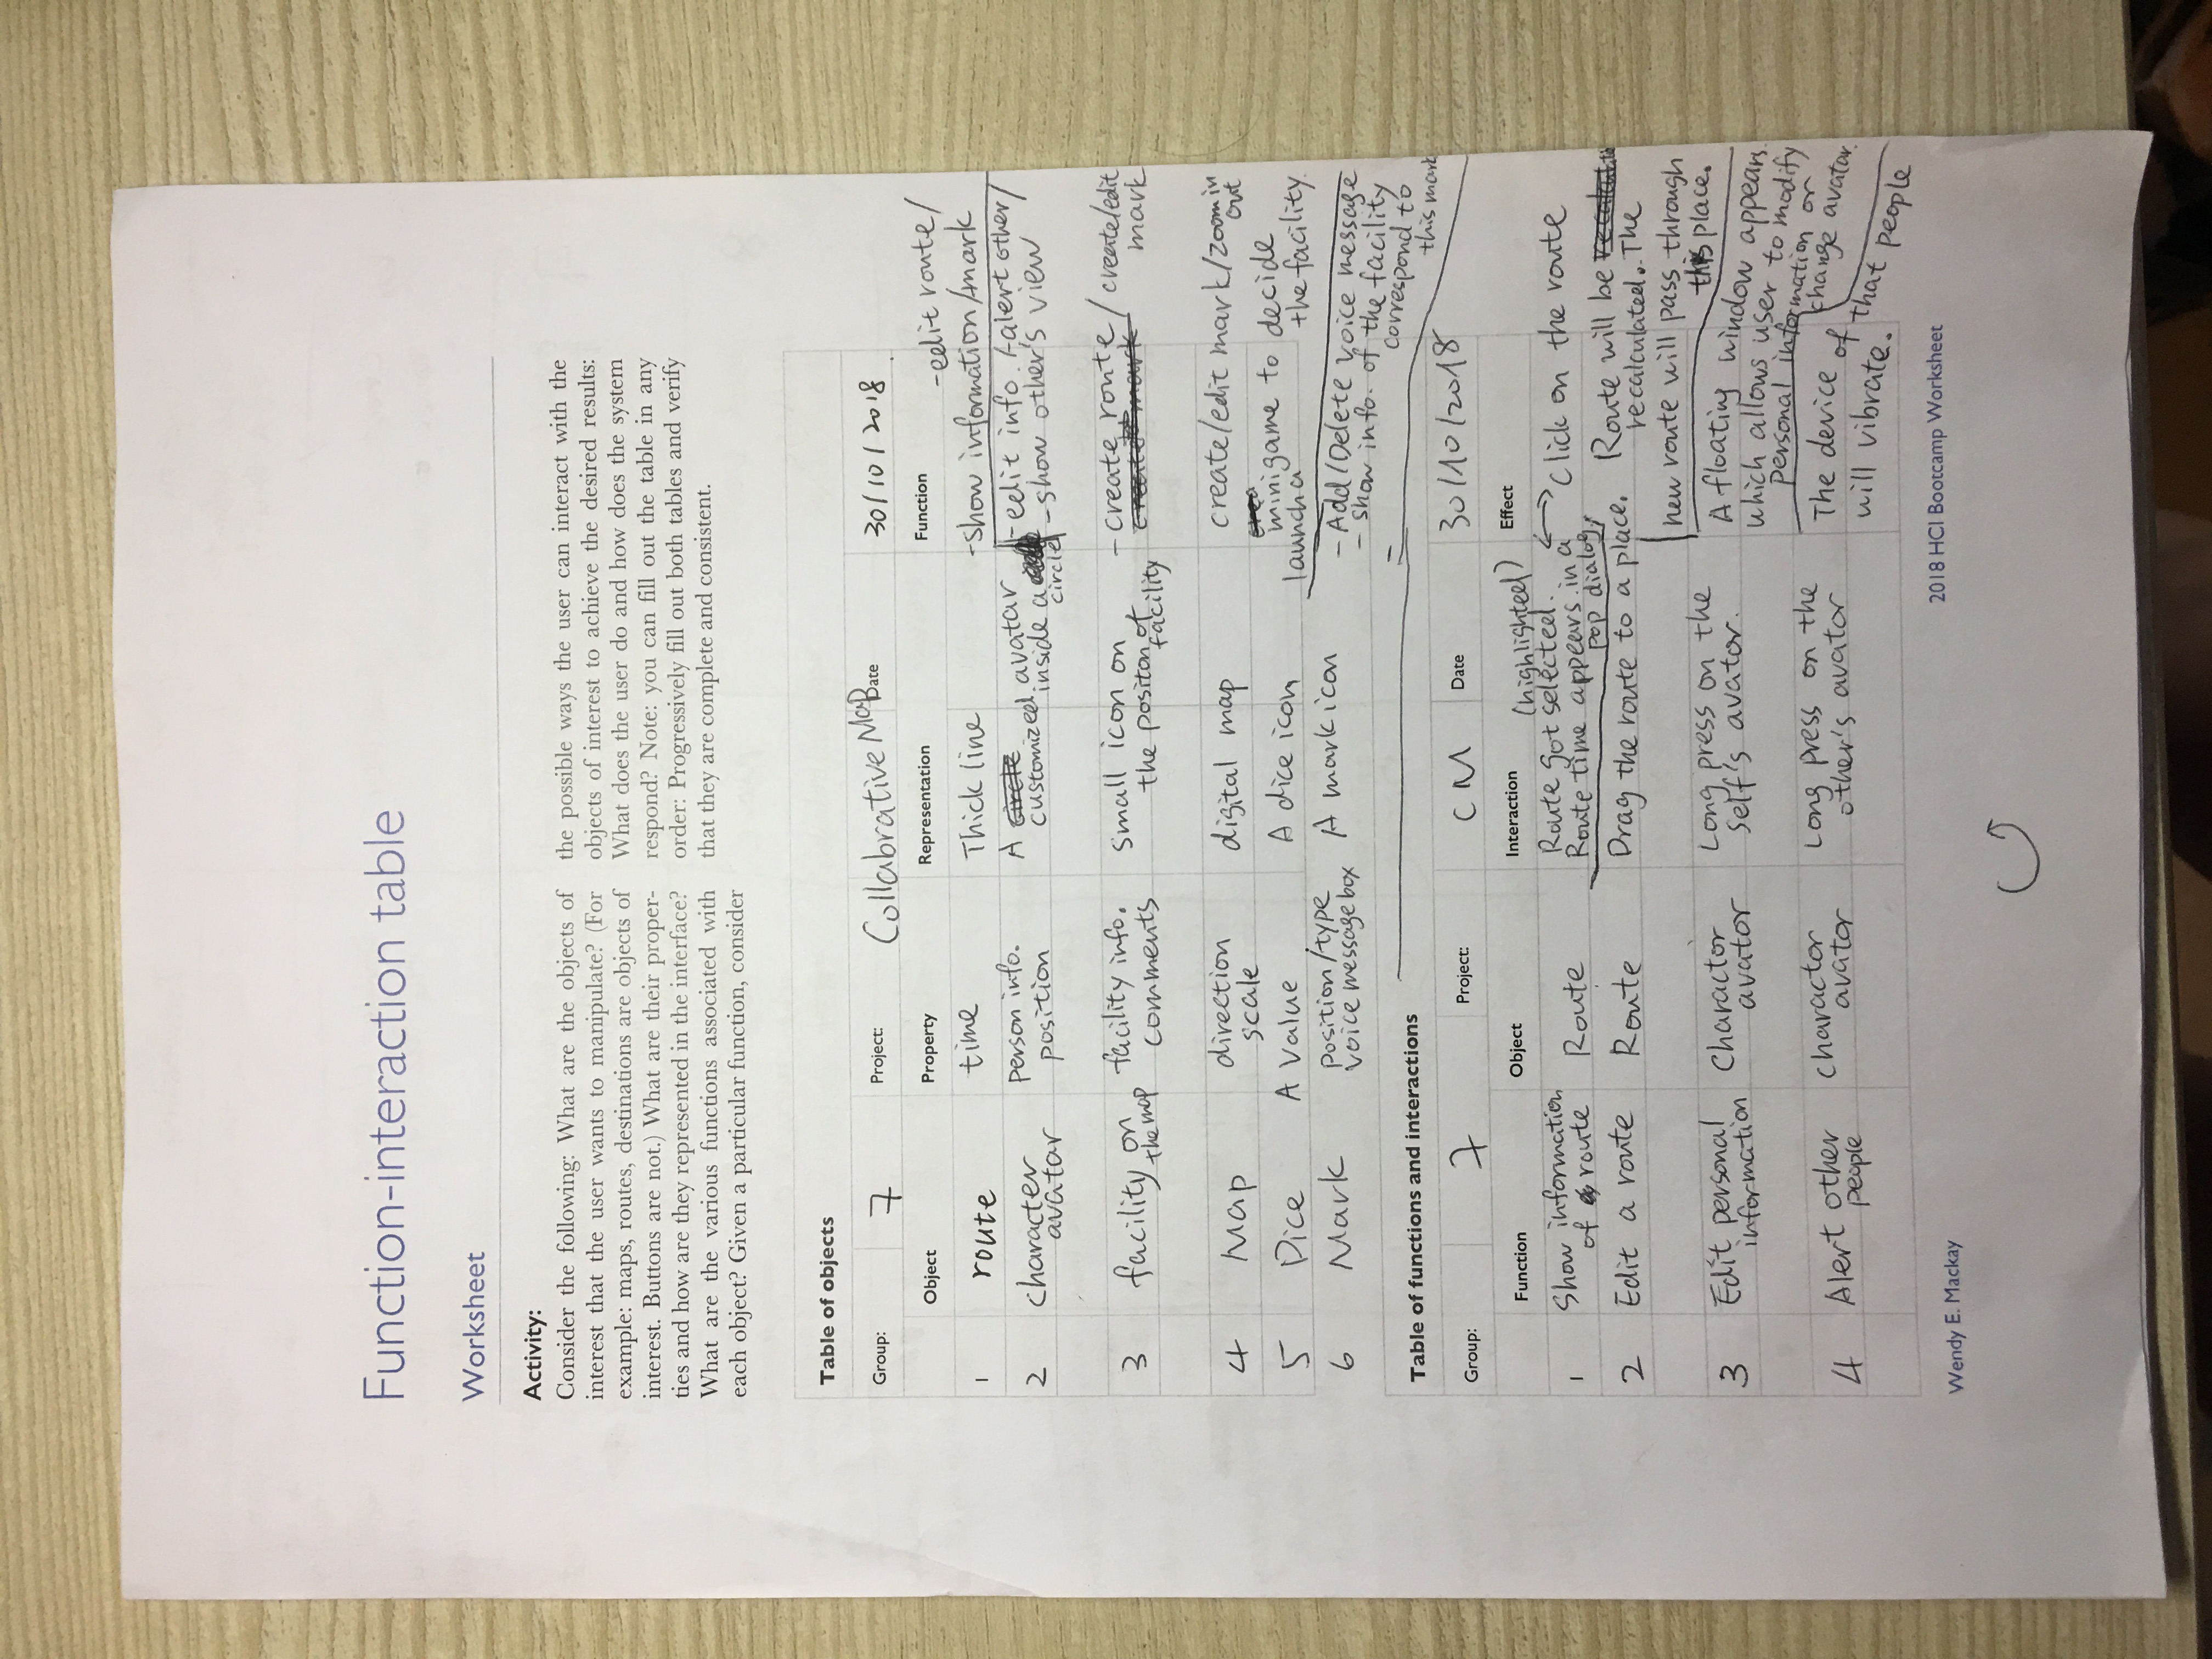 Function-interaction table
Worksheet
Activity:
Consider the following: What are the objects of
interest that the user wants to manipulate? (For
example: maps, routes, destinations are objects of
interest. Buttons are not.) What are their proper-
ties and how are they represented in the interface?
What are the various functions associated with
each object? Given a particular function, consider
the possible ways the user can interact with the
objects of interest to achieve the desired results:
What does the user do and how does the system
respond? Note: you can fill out the table in any
order: Progressively fill out both tables and verify
that they are complete and consistent.
Table of objects
Group: 7 Project: Collabrative Map Date 30/10/2018
Object Property Representation Function
1 route time Thick line -edit route/
-show information/mark
2 character avatar
person info.
position
A circle customized avatar
inside a circle
-edit info. /-alert other/
-show other's view
3 facility on the map
facility info.
comments
small icon on
the positon of
facility
- create route / create/edit
mark
create mark
4 Map
direction
scale
digital map
create/edit mark/zoom in
out
5 Dice A value A dice icon
crea
launch a minigame to decide
the facility.
6 Mark
position/type
voice message box
A mark icon
- Add/Delete voice message
- show info. of the facility
correspond to
this mark
Table of functions and interactions
Group: 7 Project: CM Date 30/10/2018
Function Object Interaction Effect
1 Show information
of a route
Route
(highlighted)
Route got selected.
Route time appears in a
pop dialog.
Click on the route
2 Edit a route Route Drag the route to a place.
Route will be
recalculated. The
new route will pass through
this place.
3 Edit personal
information
Charactor
avator
Long press on the
self's avator.
A floating window appears
which allows user to modify
personal information or
change avatar.
4 Alert other
people
Charactor
avator
Long press on the
other's avator
The device of that people
will vibrate.
Wendy E. Mackay
2018 HCI Bootcamp Worksheet